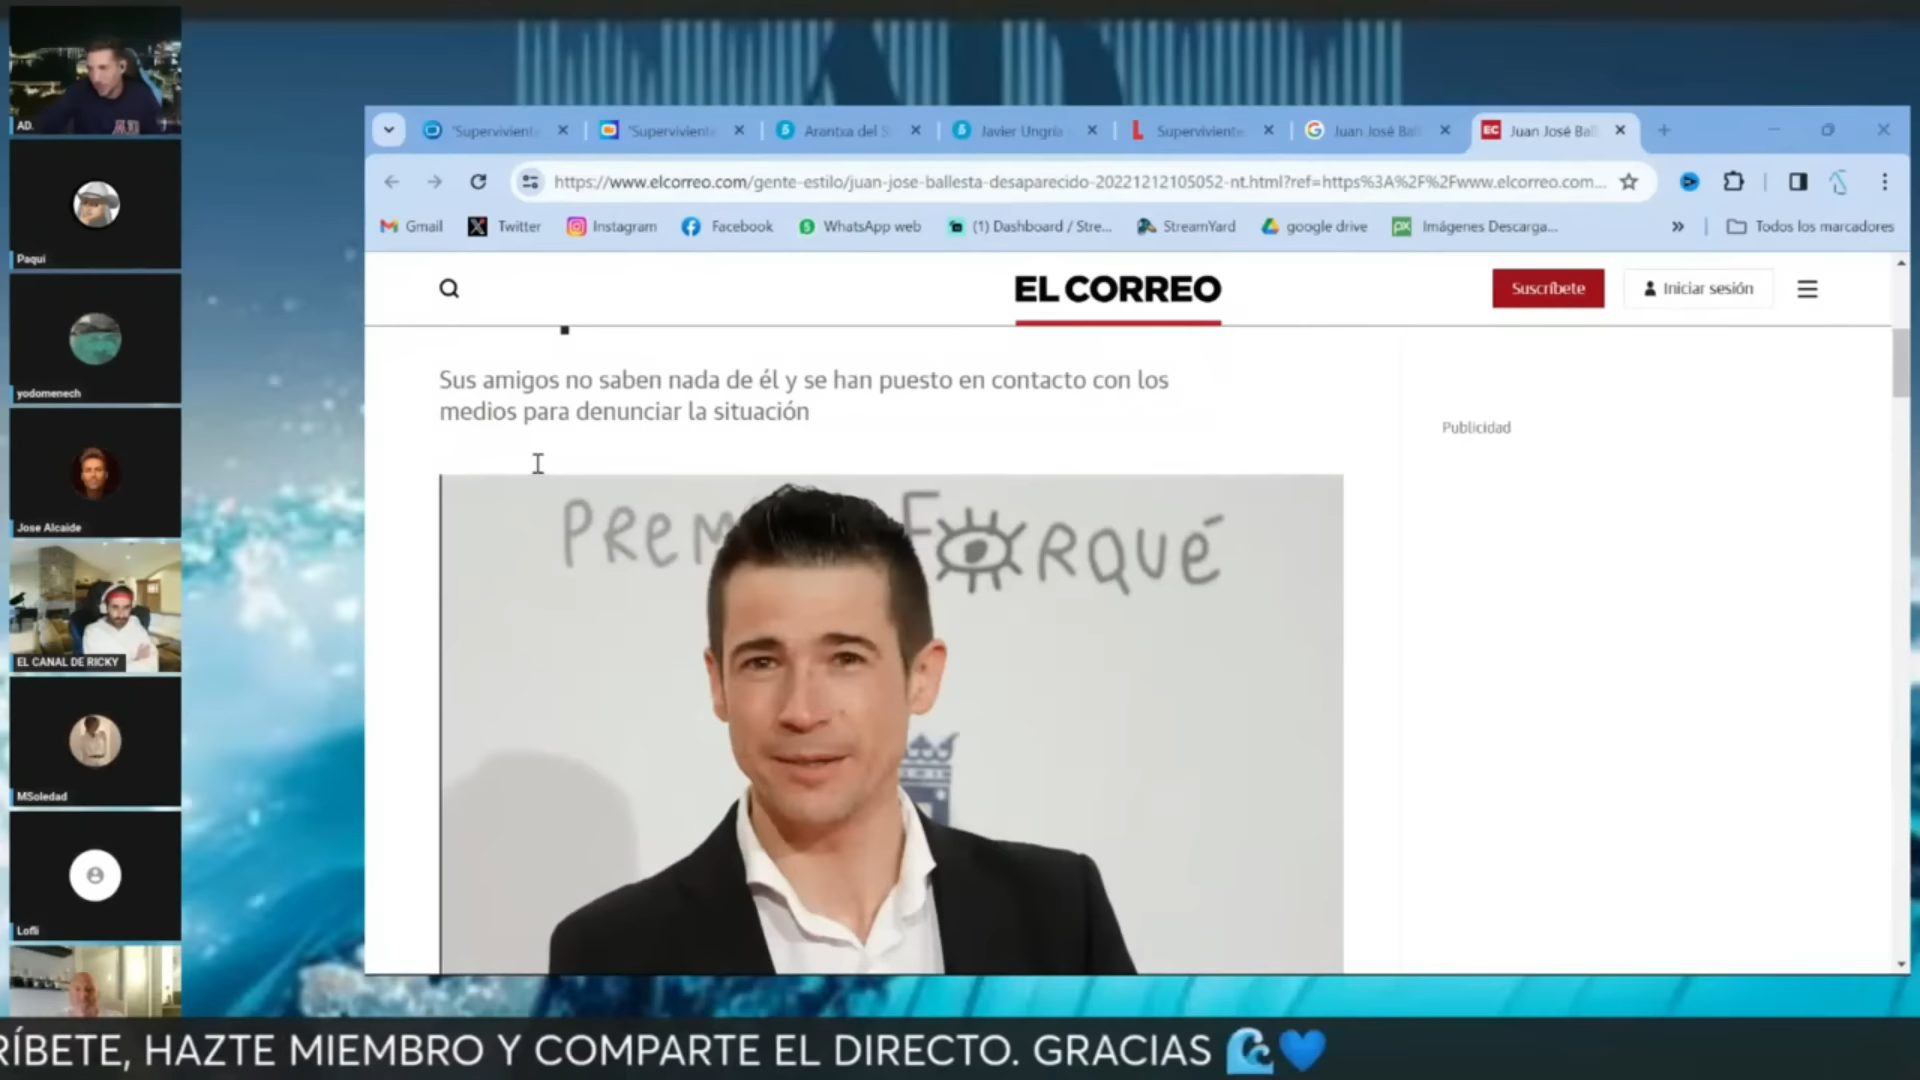 AD.
Paqui
yodomenech
Jose Alcaide
EL CANAL DE RICKY
MSoledad
Lofli
"Supervivient
"Supervivient
Arantxa del S
Javier Ungría
Superviviente
Juan José Bal
Juan José Bal
https://www.elcorreo.com/gente-estilo/juan-jose-ballesta-desaparecido-20221212105052-nt.html?ref=https%3A%2F%2Fwww.elcorreo.com...
Gmail
Twitter
Instagram
Facebook
WhatsApp web
(1) Dashboard / Stre...
StreamYard
google drive
Imágenes Descarga...
»
Todos los marcadores
EL CORREO
Suscríbete
Iniciar sesión
Sus amigos no saben nada de él y se han puesto en contacto con los
medios para denunciar la situación
Publicidad
PREM FORQUÉ
RÍBETE, HAZTE MIEMBRO Y COMPARTE EL DIRECTO. GRACIAS 🌊💙